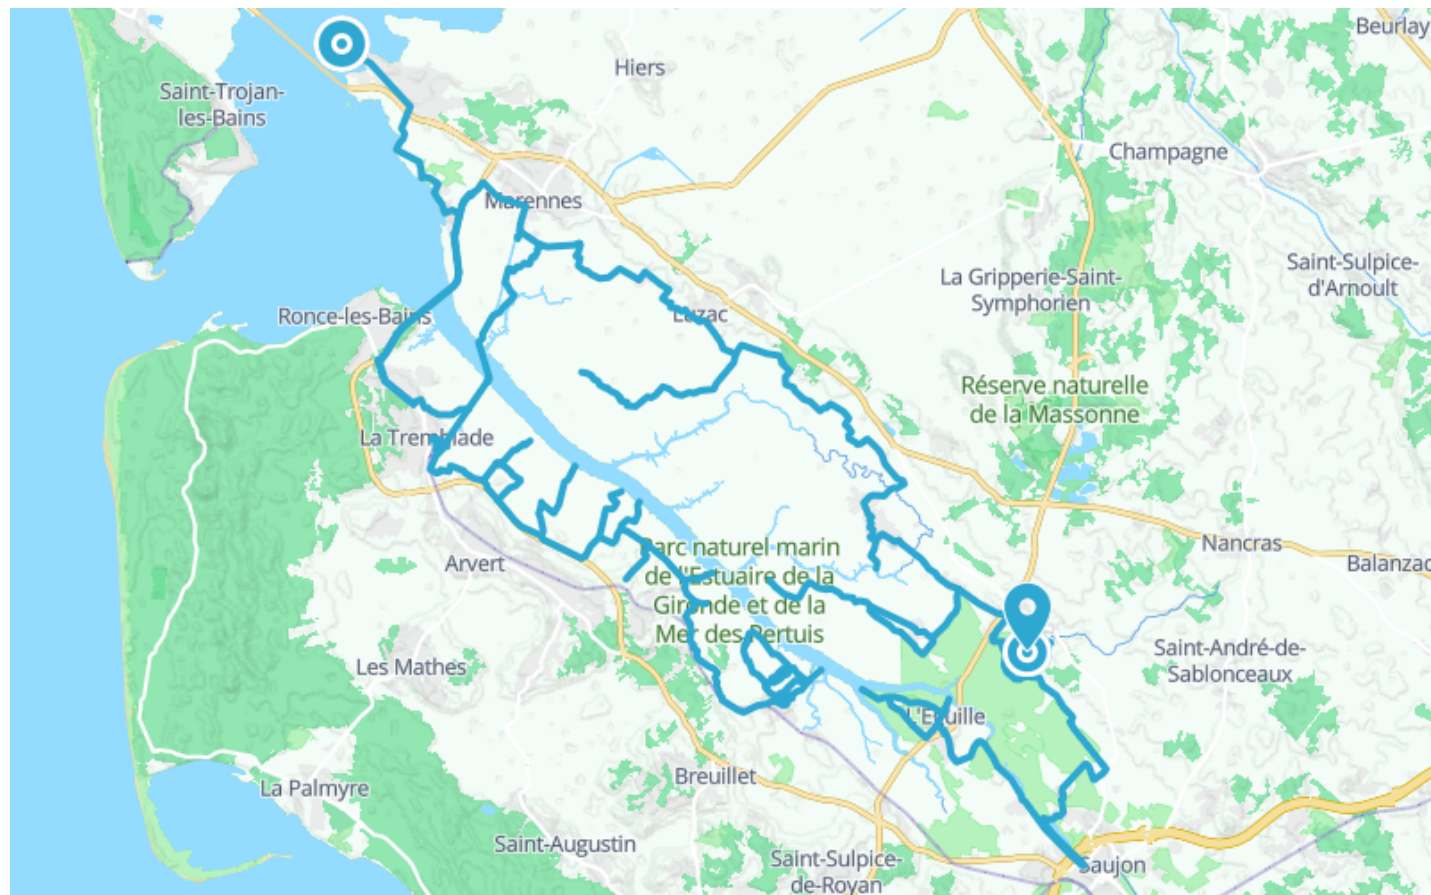 Beurlay
Hiers
Saint-Trojan-
les-Bains
Champagne
Marennes
Saint-Sulpice-
d'Arnoult
La Gripperie-Saint-
Symphorien
Ronce-les-Bains
Luzac
Réserve naturelle
de la Massonne
La Tremblade
Nancras
Parc naturel marin
de l'Estuaire de la
Gironde et de la
Mer des Pertuis
Arvert
Balanzac
Saint-André-de-
Sablonceaux
Les Mathes
L'Eguille
Breuillet
La Palmyre
Saint-Augustin
Saint-Sulpice-
de-Royan
Saujon